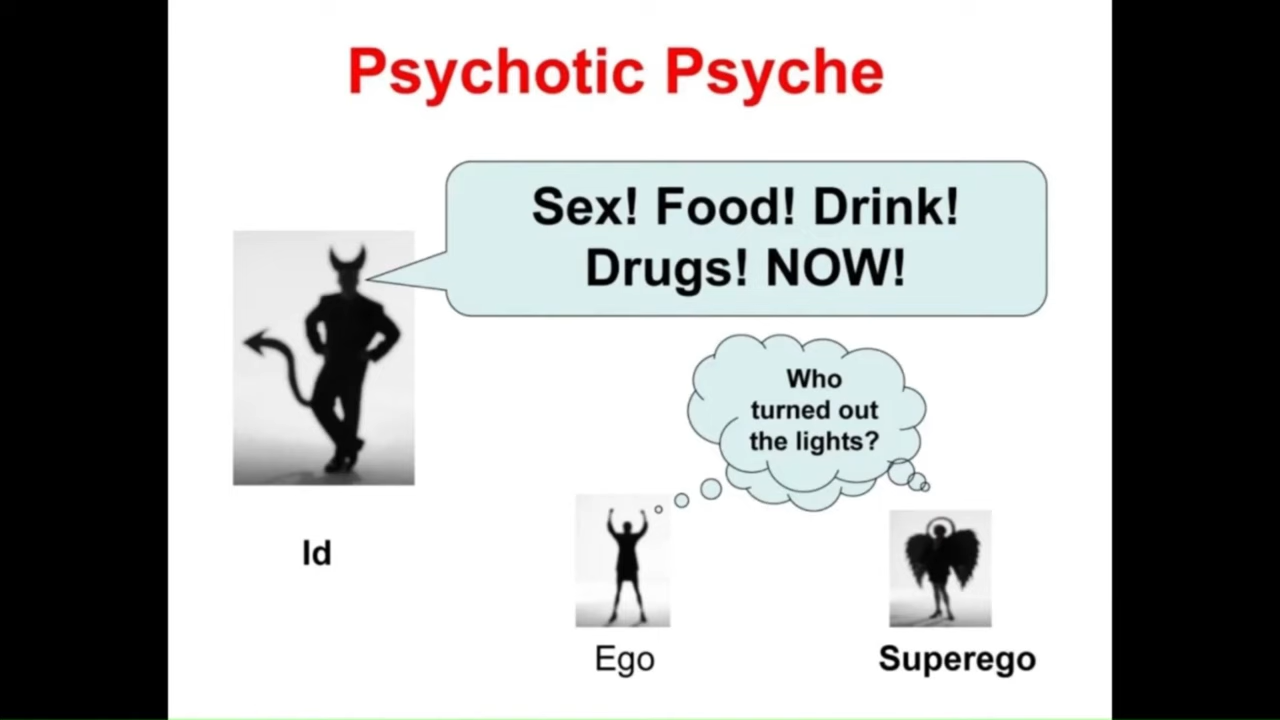 Psychotic Psyche
Sex! Food! Drink!
Drugs! NOW!
Who
turned out
the lights?
Id
Ego
Superego